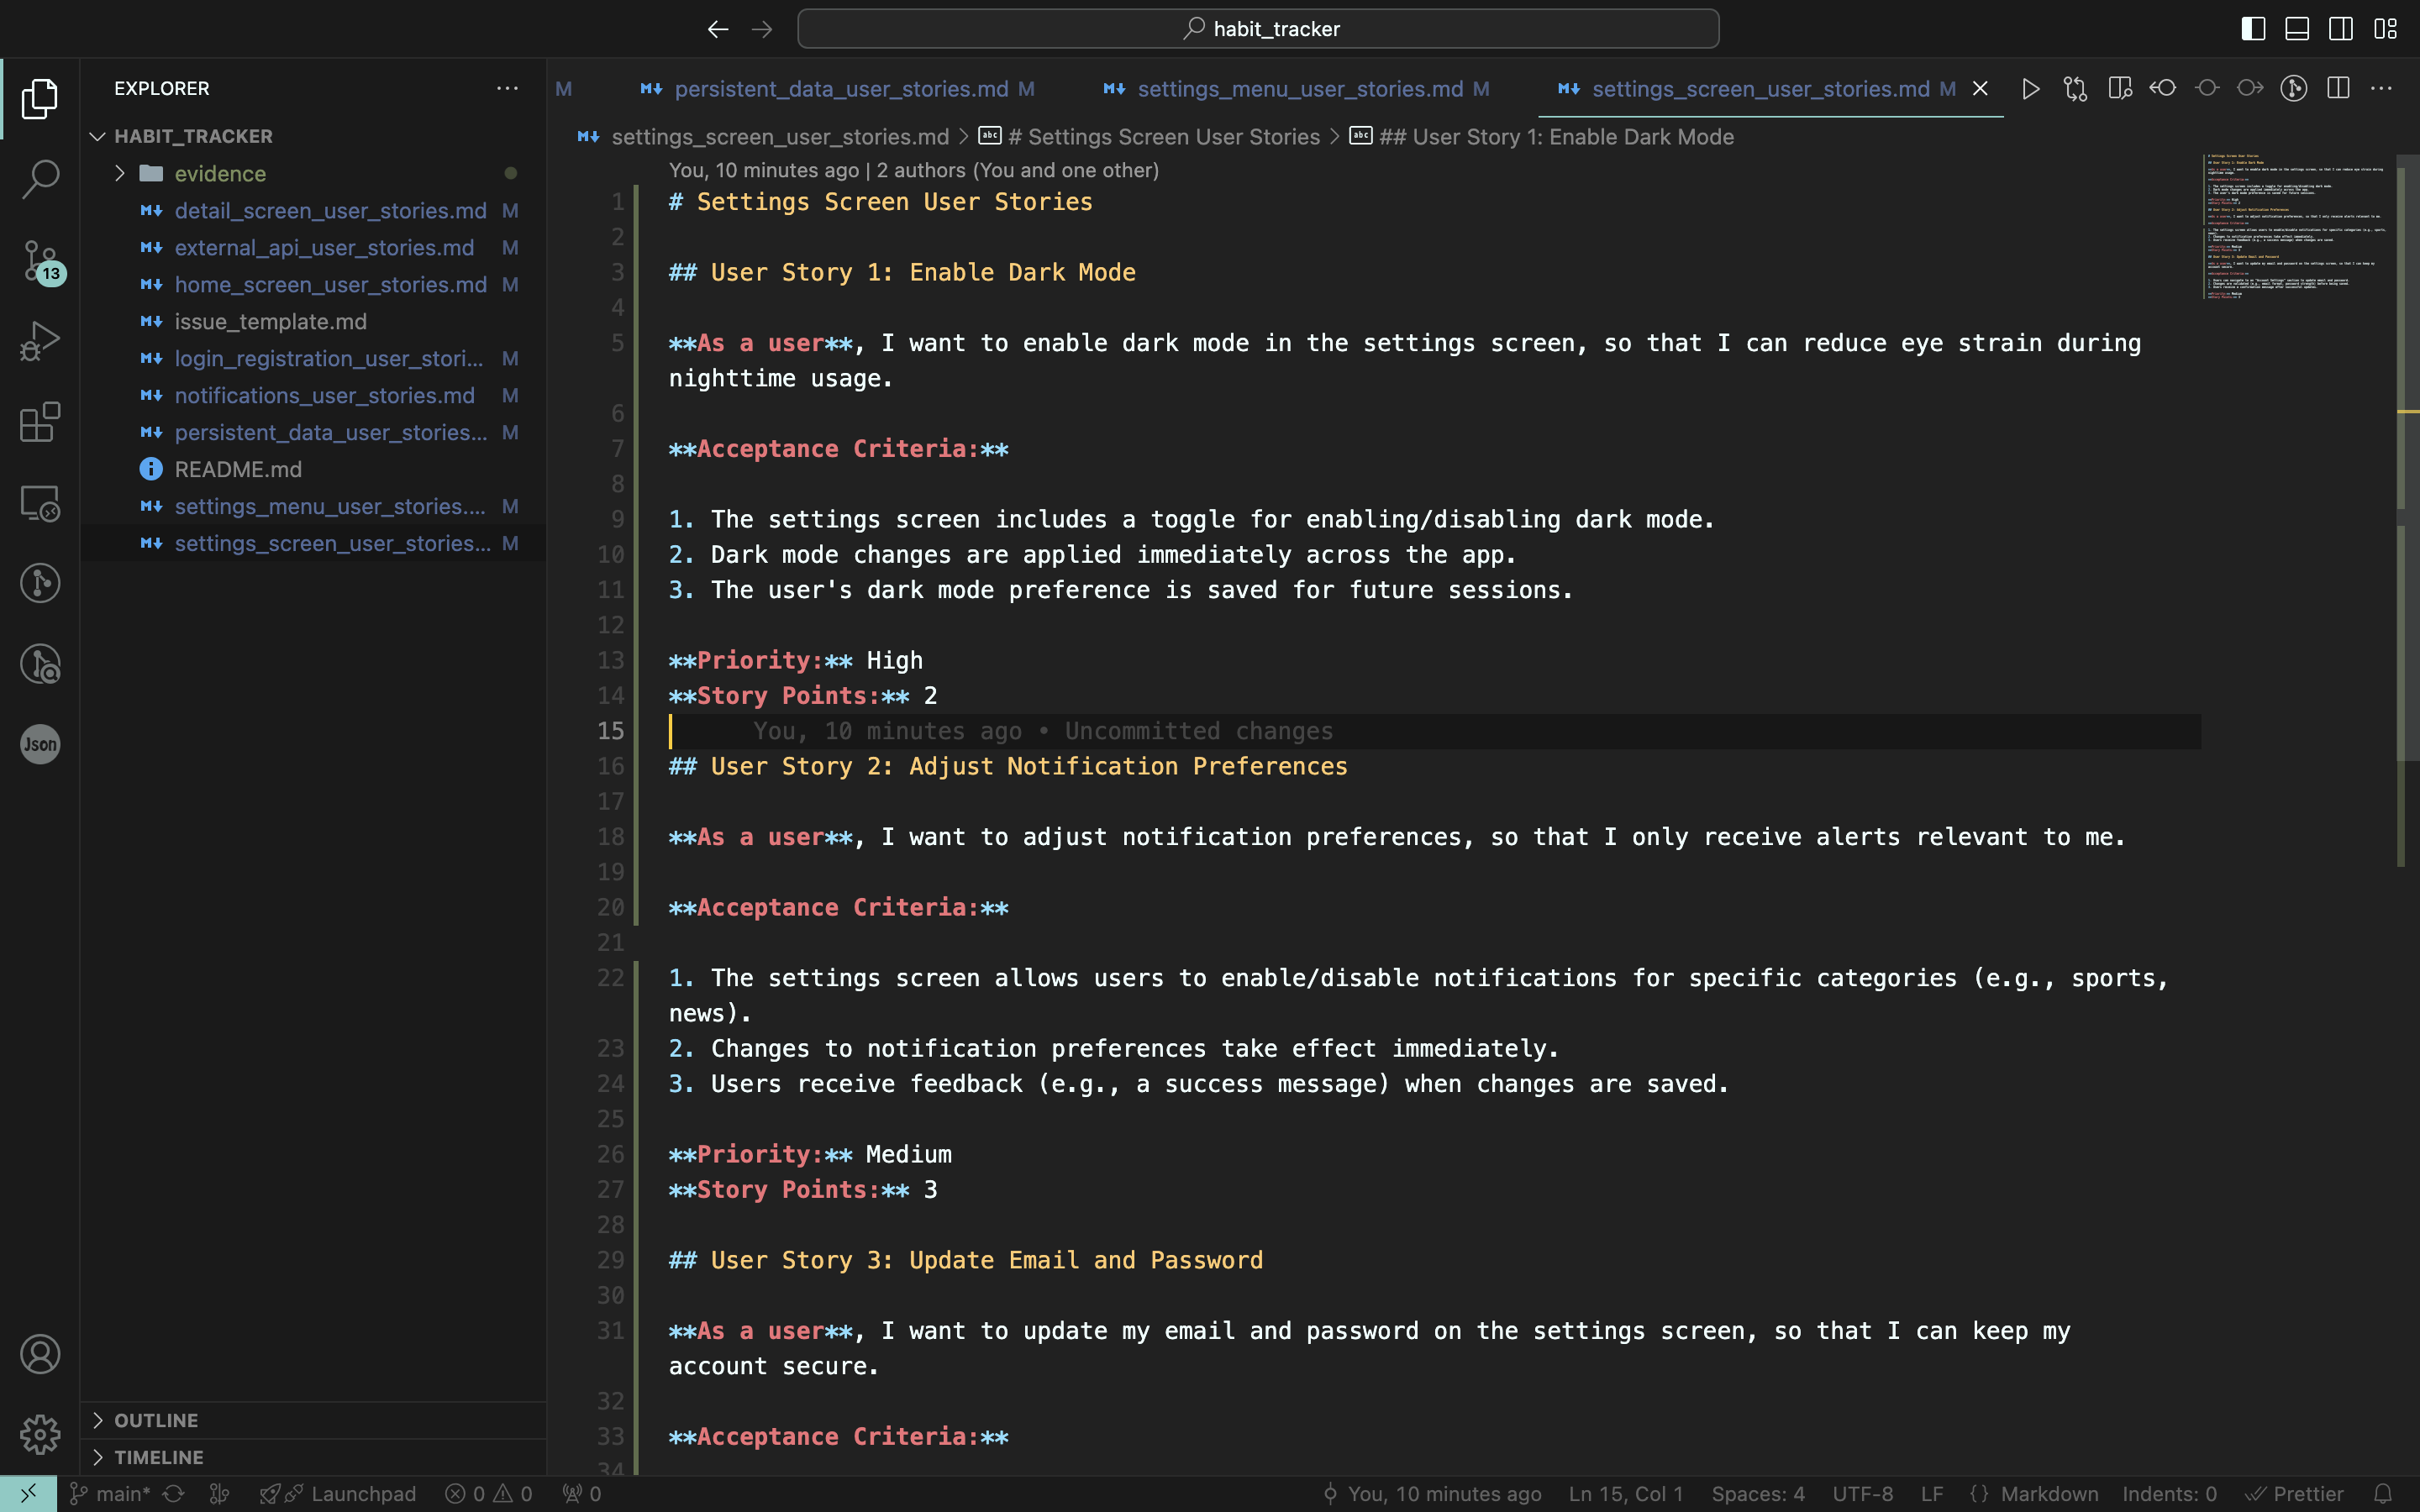 habit_tracker
EXPLORER
HABIT_TRACKER
evidence
detail_screen_user_stories.md M
external_api_user_stories.md M
home_screen_user_stories.md M
issue_template.md
login_registration_user_stori... M
notifications_user_stories.md M
persistent_data_user_stories... M
README.md
settings_menu_user_stories.... M
settings_screen_user_stories... M
OUTLINE
TIMELINE
13
Json
M
persistent_data_user_stories.md M
settings_menu_user_stories.md M
settings_screen_user_stories.md M
settings_screen_user_stories.md > # Settings Screen User Stories > ## User Story 1: Enable Dark Mode
You, 10 minutes ago | 2 authors (You and one other)
1 # Settings Screen User Stories
2
3 ## User Story 1: Enable Dark Mode
4
5 **As a user**, I want to enable dark mode in the settings screen, so that I can reduce eye strain during
nighttime usage.
6
7 **Acceptance Criteria:**
8
9 1. The settings screen includes a toggle for enabling/disabling dark mode.
10 2. Dark mode changes are applied immediately across the app.
11 3. The user's dark mode preference is saved for future sessions.
12
13 **Priority:** High
14 **Story Points:** 2
15 You, 10 minutes ago • Uncommitted changes
16 ## User Story 2: Adjust Notification Preferences
17
18 **As a user**, I want to adjust notification preferences, so that I only receive alerts relevant to me.
19
20 **Acceptance Criteria:**
21
22 1. The settings screen allows users to enable/disable notifications for specific categories (e.g., sports,
news).
23 2. Changes to notification preferences take effect immediately.
24 3. Users receive feedback (e.g., a success message) when changes are saved.
25
26 **Priority:** Medium
27 **Story Points:** 3
28
29 ## User Story 3: Update Email and Password
30
31 **As a user**, I want to update my email and password on the settings screen, so that I can keep my
account secure.
32
33 **Acceptance Criteria:**
34
main* Launchpad 0 0 0
You, 10 minutes ago Ln 15, Col 1 Spaces: 4 UTF-8 LF {} Markdown Indents: 0 Prettier